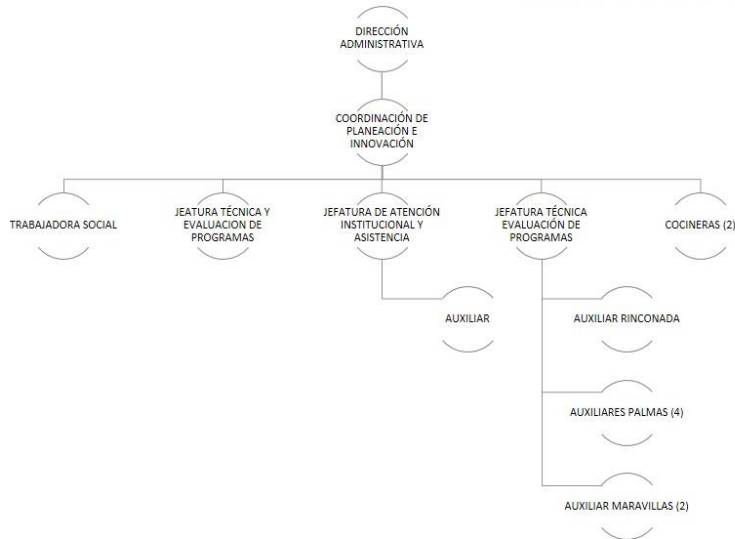 DIRECCIÓN
ADMINISTRATIVA
COORDINACIÓN DE
PLANEACIÓN E
INNOVACIÓN
TRABAJADORA SOCIAL
JEATURA TÉCNICA Y
EVALUACION DE
PROGRAMAS
JEFATURA DE ATENCIÓN
INSTITUCIONAL Y
ASISTENCIA
JEFATURA TÉCNICA
EVALUACIÓN DE
PROGRAMAS
COCINERAS (2)
AUXILIAR
AUXILIAR RINCONADA
AUXILIARES PALMAS (4)
AUXILIAR MARAVILLAS (2)